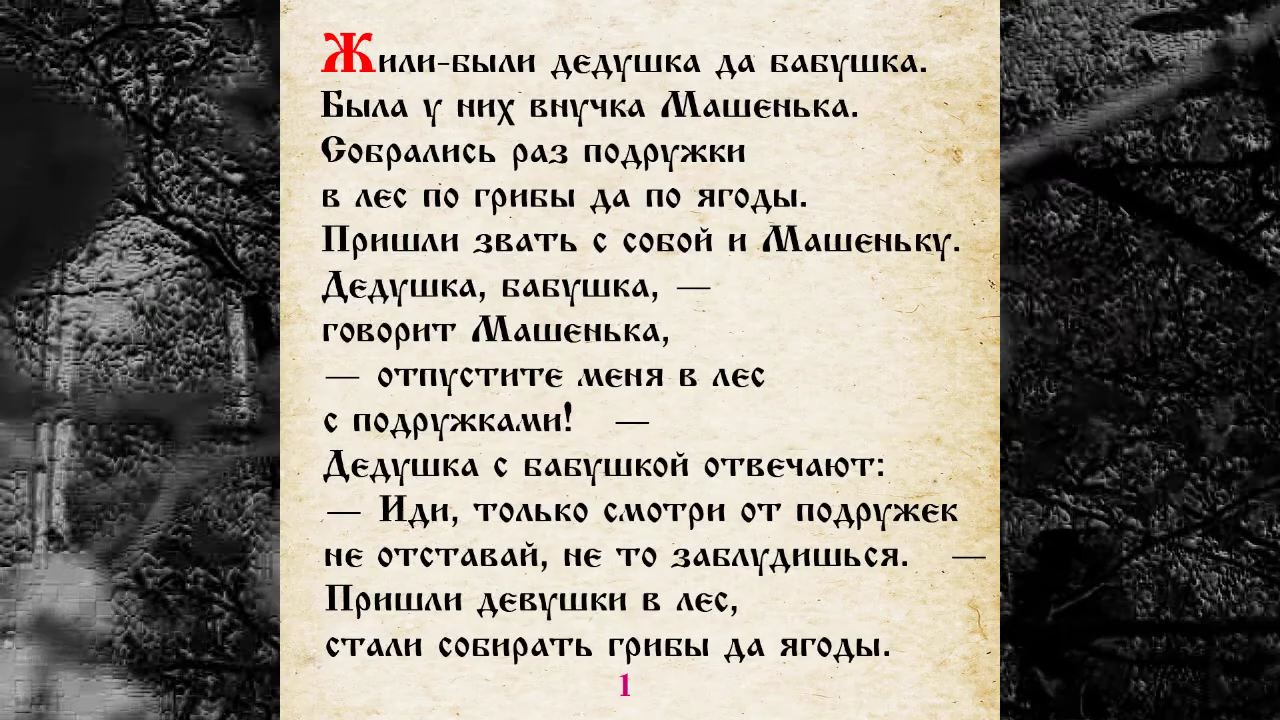 Жили-были дедушка да бабушка.
Была у них внучка Машенька.
Собрались раз подружки
в лес по грибы да по ягоды.
Пришли звать с собой и Машеньку.
Дедушка, бабушка, —
говорит Машенька,
— отпустите меня в лес
с подружками! —
Дедушка с бабушкой отвечают:
— Иди, только смотри от подружек
не отставай, не то заблудишься. —
Пришли девушки в лес,
стали собирать грибы да ягоды.
1